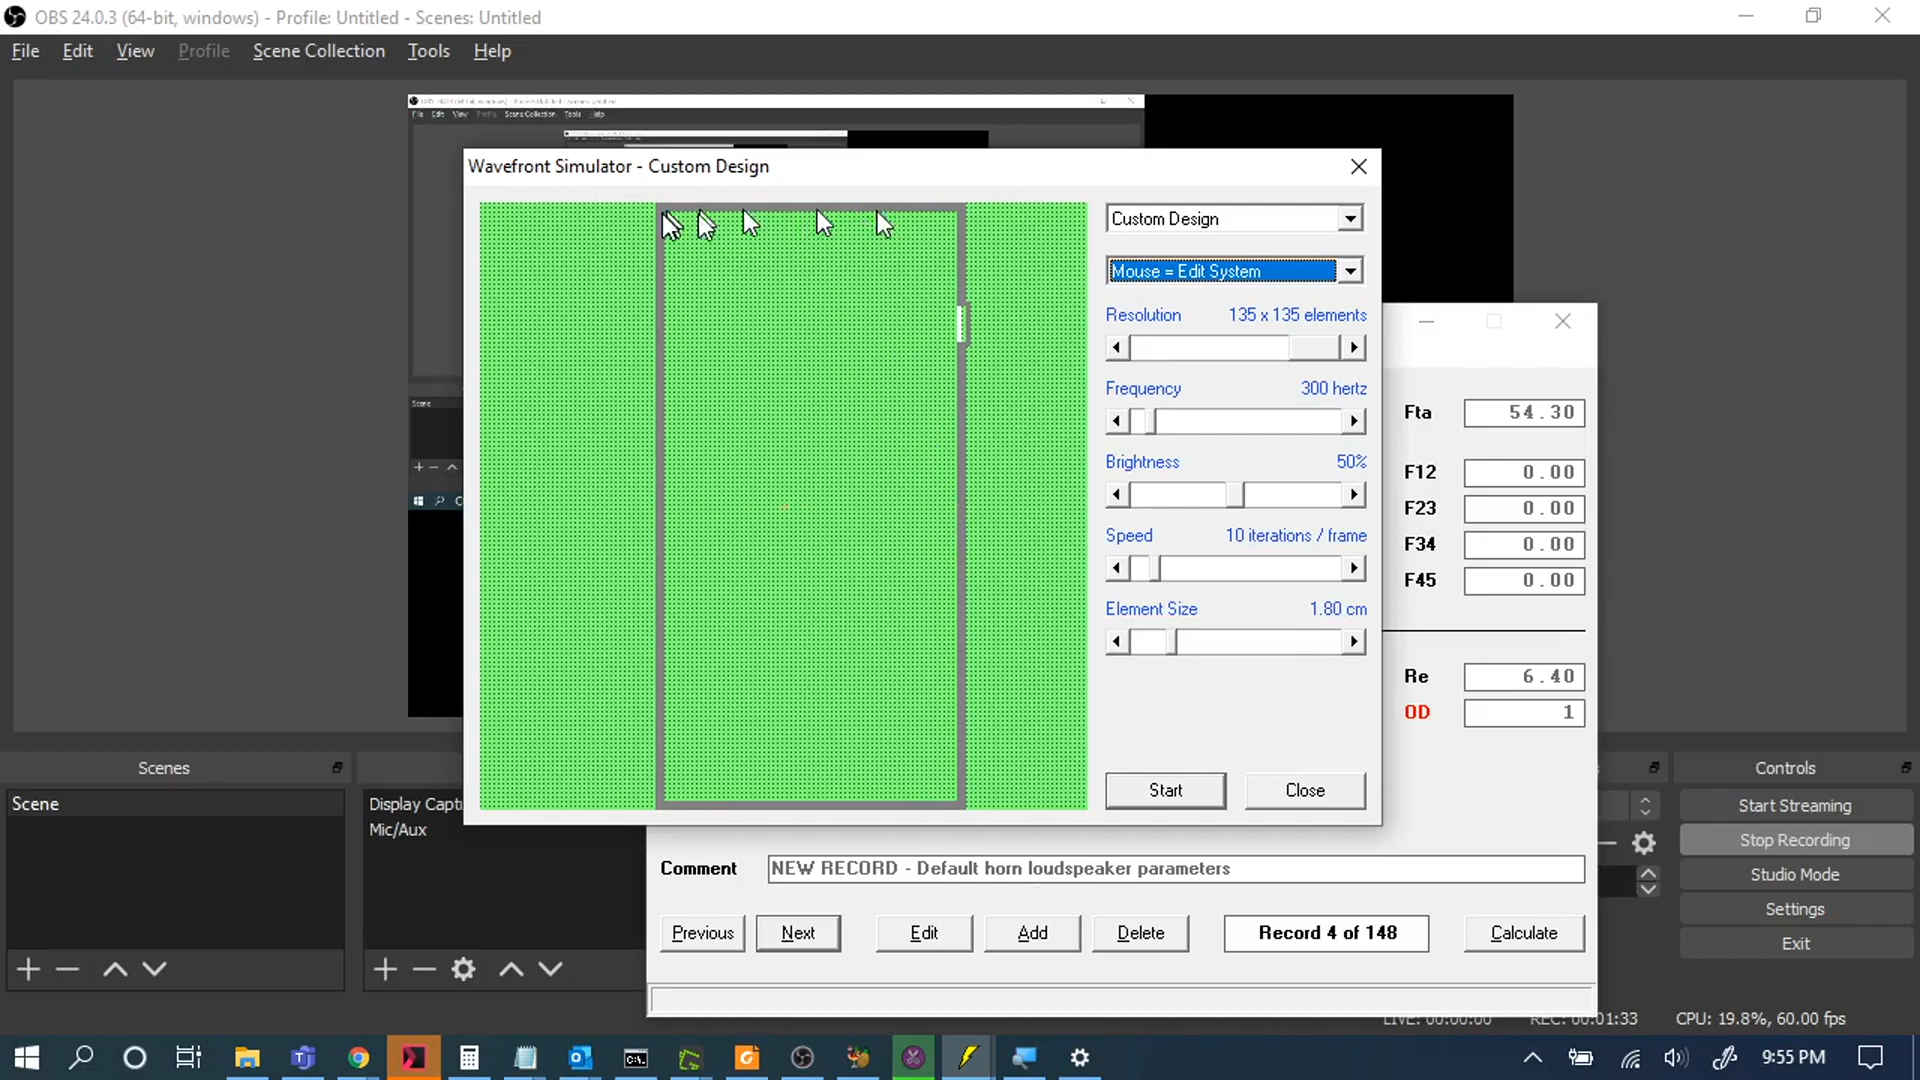 OBS 24.0.3 (64-bit, windows) - Profile: Untitled - Scenes: Untitled
File Edit View Profile Scene Collection Tools Help
Wavefront Simulator - Custom Design
Custom Design
Mouse = Edit System
Resolution 135 x 135 elements
Frequency 300 hertz
Brightness 50%
Speed 10 iterations / frame
Element Size 1.80 cm
Start Close
Fta 54.30
F12 0.00
F23 0.00
F34 0.00
F45 0.00
Re 6.40
OD 1
Comment NEW RECORD - Default horn loudspeaker parameters
Previous Next Edit Add Delete Record 4 of 148 Calculate
Scenes
Scene
Display Captu
Mic/Aux
Controls
Start Streaming
Stop Recording
Studio Mode
Settings
Exit
LIVE: 00:00:00 REC: 00:01:33 CPU: 19.8%, 60.00 fps
9:55 PM